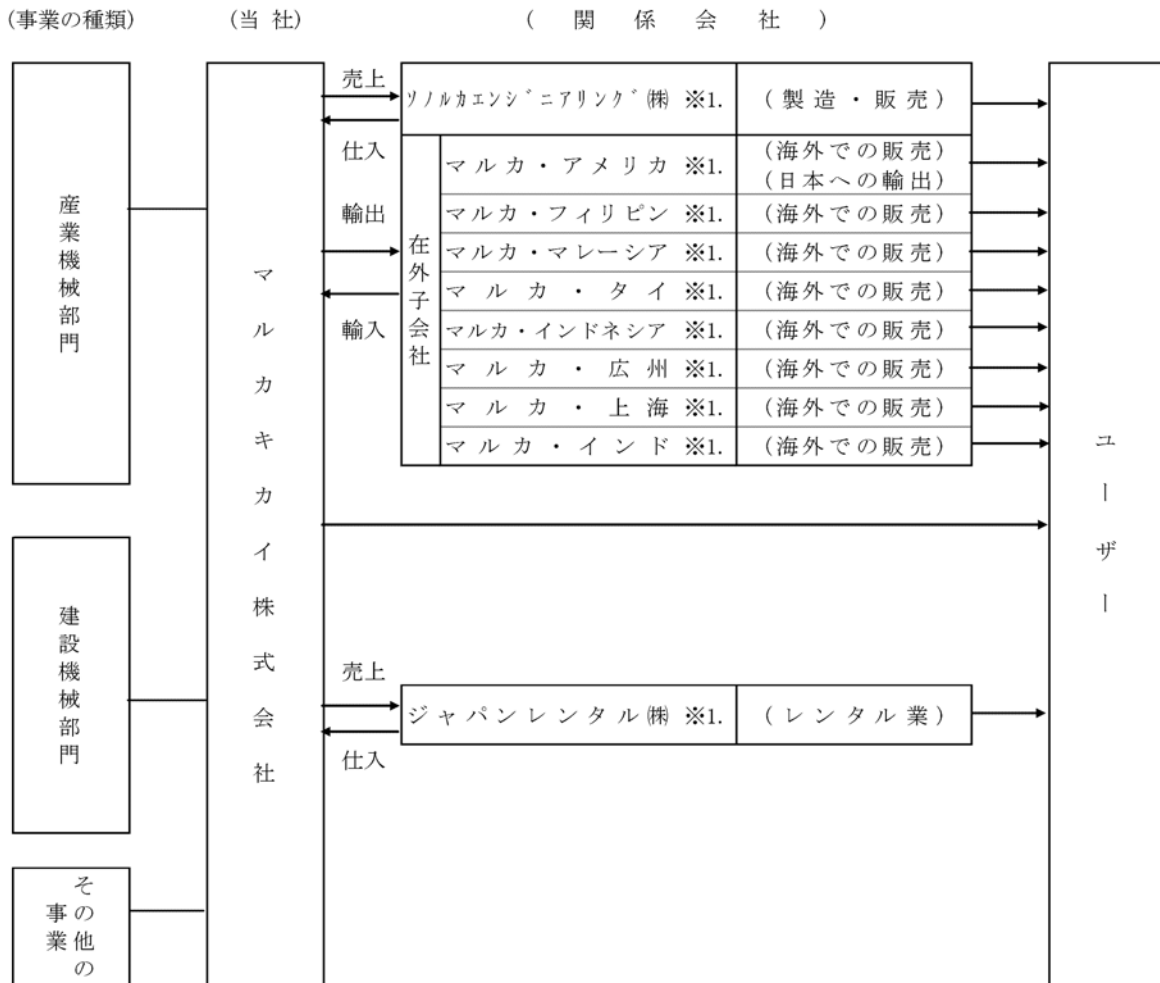 (事業の種類)
(当 社)
( 関 係 会 社 )
産業機械部門
建設機械部門
その他の
事業
マルカキカイ株式会社
売上
仕入
輸出
輸入
ソノルカエンジニアリング㈱ ※1.
(製造・販売)
在外子会社
マルカ・アメリカ ※1.
(海外での販売)
(日本への輸出)
マルカ・フィリピン ※1.
(海外での販売)
マルカ・マレーシア ※1.
(海外での販売)
マルカ・タイ ※1.
(海外での販売)
マルカ・インドネシア ※1.
(海外での販売)
マルカ・広州 ※1.
(海外での販売)
マルカ・上海 ※1.
(海外での販売)
マルカ・インド ※1.
(海外での販売)
売上
仕入
ジャパンレンタル㈱ ※1.
(レンタル業)
ユーザー